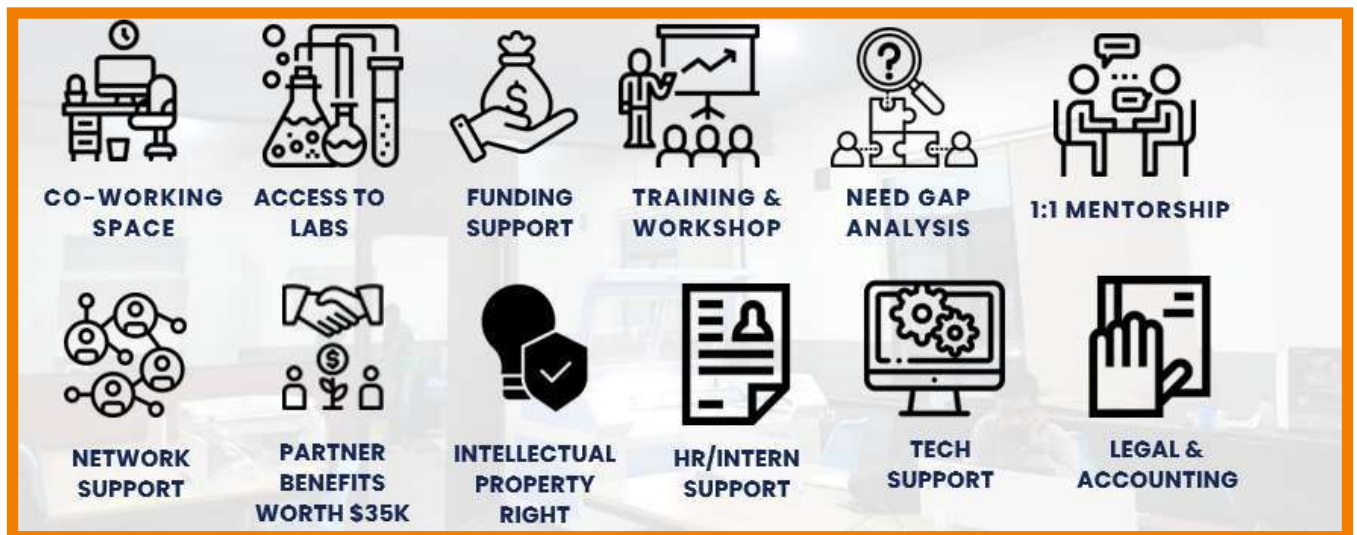 CO-WORKING
SPACE
ACCESS TO
LABS
$
FUNDING
SUPPORT
TRAINING &
WORKSHOP
?
NEED GAP
ANALYSIS
1:1 MENTORSHIP
NETWORK
SUPPORT
$
PARTNER
BENEFITS
WORTH $35K
INTELLECTUAL
PROPERTY
RIGHT
HR/INTERN
SUPPORT
TECH
SUPPORT
LEGAL &
ACCOUNTING